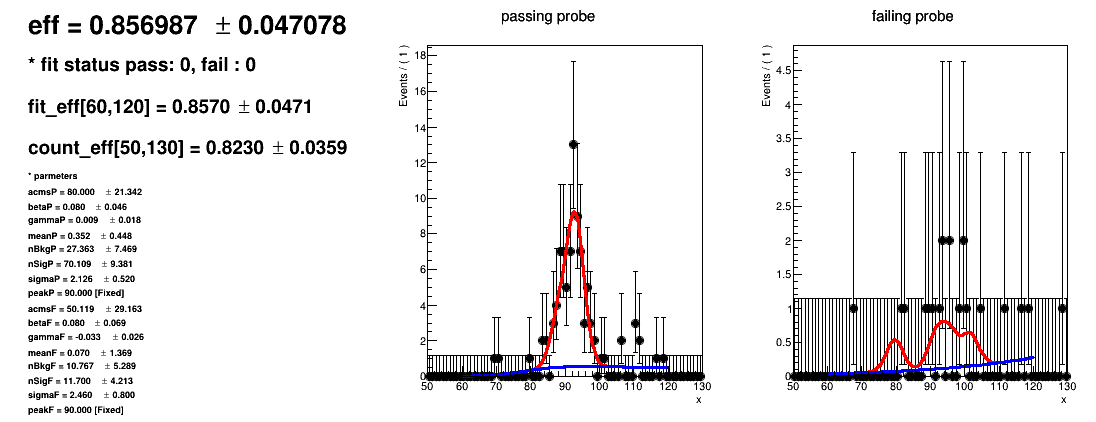 eff = 0.856987 ± 0.047078
* fit status pass: 0, fail : 0
fit_eff[60,120] = 0.8570 ± 0.0471
count_eff[50,130] = 0.8230 ± 0.0359
* parmeters
acmsP = 80.000 ± 21.342
betaP = 0.080 ± 0.046
gammaP = 0.009 ± 0.018
meanP = 0.352 ± 0.448
nBkgP = 27.363 ± 7.469
nSigP = 70.109 ± 9.381
sigmaP = 2.126 ± 0.520
peakP = 90.000 [Fixed]
acmsF = 50.119 ± 29.163
betaF = 0.080 ± 0.069
gammaF = -0.033 ± 0.026
meanF = 0.070 ± 1.369
nBkgF = 10.767 ± 5.289
nSigF = 11.700 ± 4.213
sigmaF = 2.460 ± 0.800
peakF = 90.000 [Fixed]
passing probe
Events / ( 1 )
18
16
14
12
10
8
6
4
2
0
50 60 70 80 90 100 110 120 130
x
failing probe
Events / ( 1 )
4.5
4
3.5
3
2.5
2
1.5
1
0.5
0
50 60 70 80 90 100 110 120 130
x